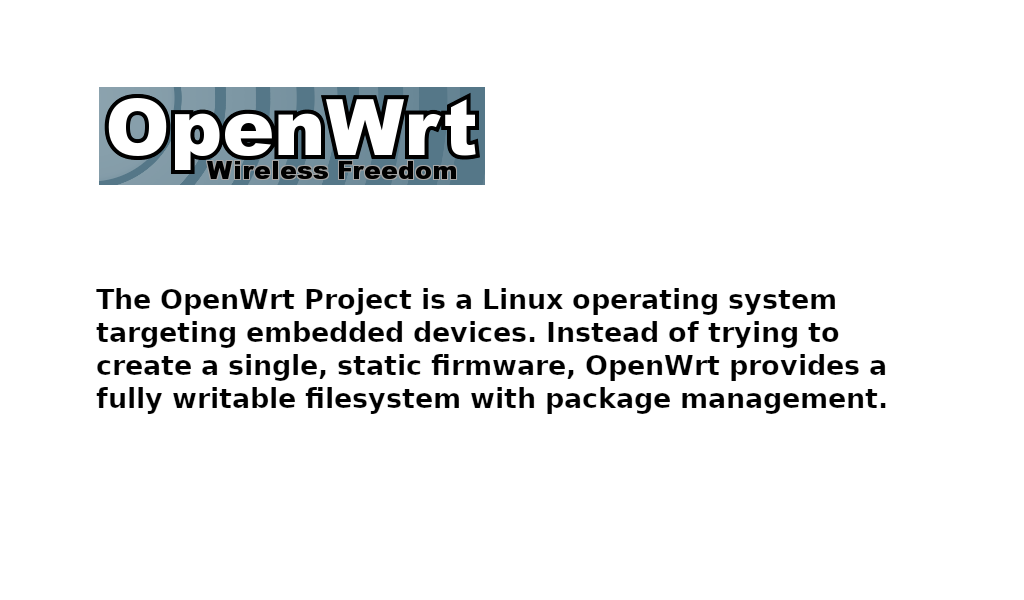 OpenWrt
Wireless Freedom
The OpenWrt Project is a Linux operating system
targeting embedded devices. Instead of trying to
create a single, static firmware, OpenWrt provides a
fully writable filesystem with package management.